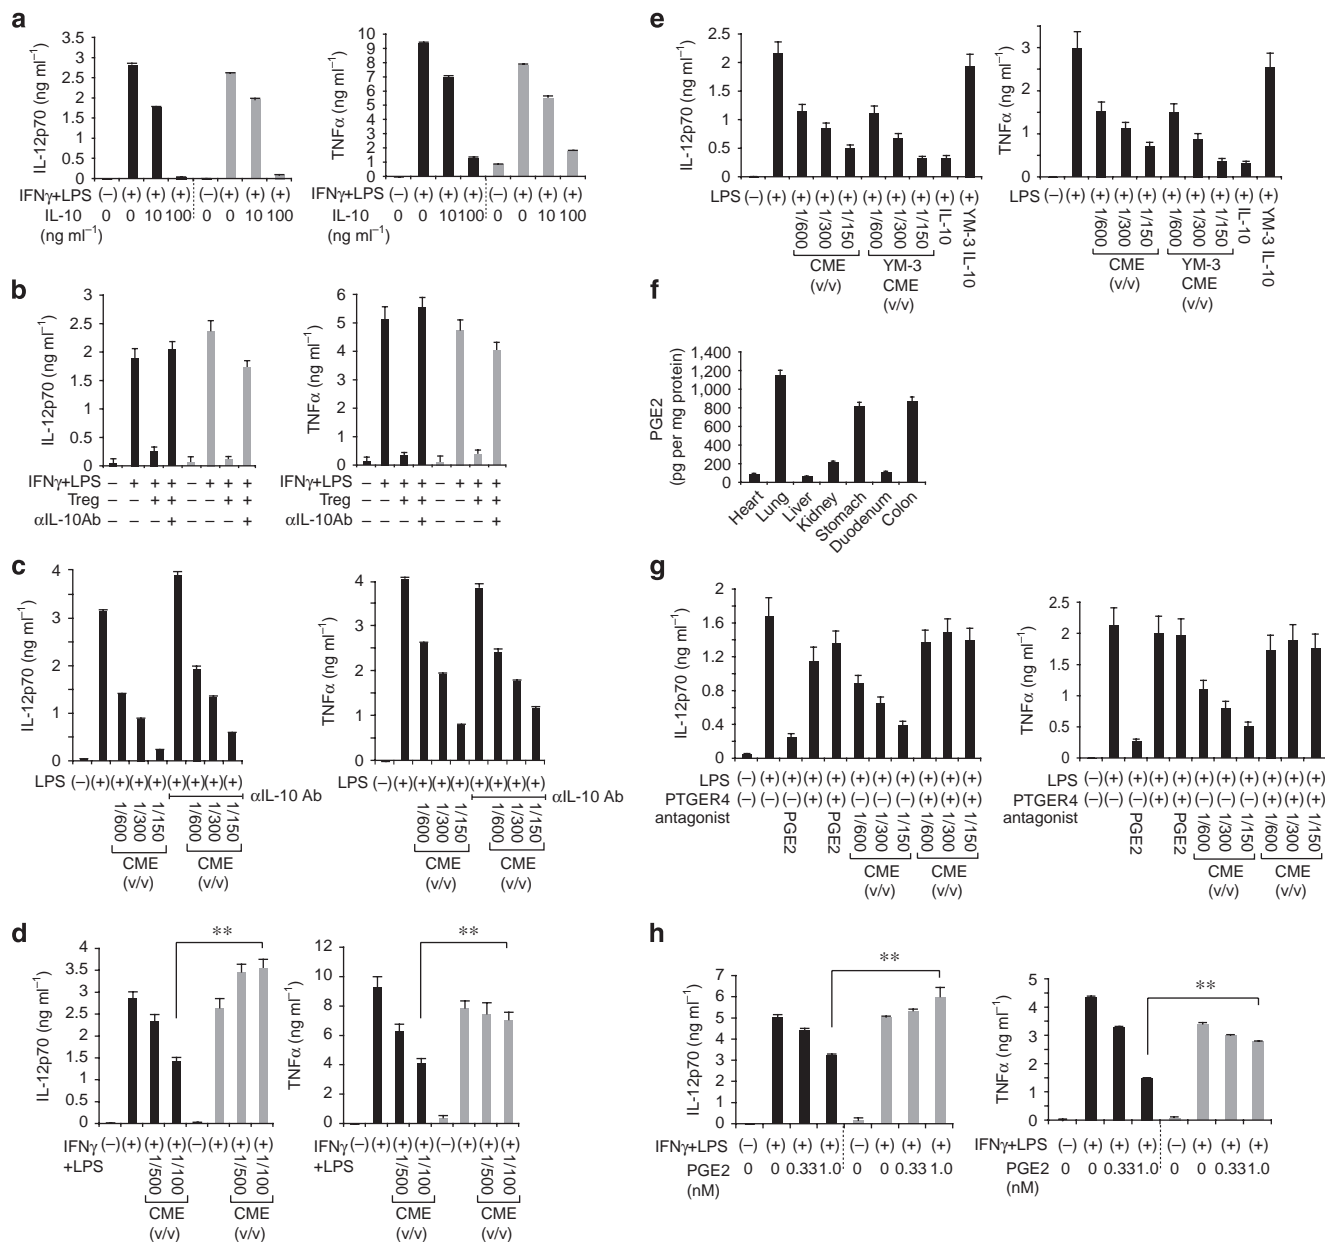 a
IL-12p70 (ng ml⁻¹)
3.5
3
2.5
2
1.5
1
0.5
0
IFNγ+LPS (–) (+) (+) (+) (–) (+) (+) (+)
IL-10 0 0 10 100 0 0 10 100
(ng ml⁻¹)
TNFα (ng ml⁻¹)
10
9
8
7
6
5
4
3
2
1
0
IFNγ+LPS (–) (+) (+) (+) (–) (+) (+) (+)
IL-10 0 0 10 100 0 0 10 100
(ng ml⁻¹)
b
IL-12p70 (ng ml⁻¹)
3
2.5
2
1.5
1
0.5
0
IFNγ+LPS – + + + – + + +
Treg – – + + – – + +
αIL-10Ab – – – + – – – +
TNFα (ng ml⁻¹)
6
5
4
3
2
1
0
IFNγ+LPS – + + + – + + +
Treg – – + + – – + +
αIL-10Ab – – – + – – – +
c
IL-12p70 (ng ml⁻¹)
4
3
2
1
0
LPS (–)(+)(+)(+)(+) (+)(+)(+)(+)
αIL-10 Ab
1/600 1/300 1/150 1/600 1/300 1/150
CME CME
(v/v) (v/v)
TNFα (ng ml⁻¹)
4
3
2
1
0
LPS (–)(+)(+)(+)(+)(+)(+)(+)(+)
αIL-10 Ab
1/600 1/300 1/150 1/600 1/300 1/150
CME CME
(v/v) (v/v)
d
IL-12p70 (ng ml⁻¹)
4
3.5
3
2.5
2
1.5
1
0.5
0
**
IFNγ (–) (+) (+) (+) (–) (+) (+) (+)
+LPS
1/500 1/100 1/500 1/100
CME CME
(v/v) (v/v)
TNFα (ng ml⁻¹)
12
10
8
6
4
2
0
**
IFNγ (–) (+) (+) (+) (–) (+) (+) (+)
+LPS
1/500 1/100 1/500 1/100
CME CME
(v/v) (v/v)
e
IL-12p70 (ng ml⁻¹)
2.5
2
1.5
1
0.5
0
LPS (–) (+) (+) (+) (+) (+) (+) (+) (+) (+)
1/600 1/300 1/150 1/600 1/300 1/150 IL-10 YM-3 IL-10
CME YM-3
(v/v) CME
(v/v)
TNFα (ng ml⁻¹)
3
2
1
0
LPS (–) (+) (+) (+) (+) (+) (+) (+) (+) (+)
1/600 1/300 1/150 1/600 1/300 1/150 IL-10 YM-3 IL-10
CME YM-3
(v/v) CME
(v/v)
f
PGE2
(pg per mg protein)
1,400
1,200
1,000
800
600
400
200
0
Heart Lung Liver Kidney Stomach Duodenum Colon
g
IL-12p70 (ng ml⁻¹)
2
1.6
1.2
0.8
0.4
0
LPS (–) (+) (+) (+) (+) (+) (+) (+) (+) (+) (+)
PTGER4 (–) (–) (–) (+) (+) (–) (–) (–) (+) (+) (+)
antagonist
PGE2 PGE2 1/600 1/300 1/150 1/600 1/300 1/150
CME CME
(v/v) (v/v)
TNFα (ng ml⁻¹)
2.5
2
1.5
1
0.5
0
LPS (–) (+) (+) (+) (+) (+) (+) (+) (+) (+) (+)
PTGER4 (–) (–) (–) (+) (+) (–) (–) (–) (+) (+) (+)
antagonist
PGE2 PGE2 1/600 1/300 1/150 1/600 1/300 1/150
CME CME
(v/v) (v/v)
h
IL-12p70 (ng ml⁻¹)
7
6
5
4
3
2
1
0
**
IFNγ+LPS (–) (+) (+) (+) (–) (+) (+) (+)
PGE2 0 0 0.33 1.0 0 0 0.33 1.0
(nM)
TNFα (ng ml⁻¹)
5
4
3
2
1
0
**
IFNγ+LPS (–) (+) (+) (+) (–) (+) (+) (+)
PGE2 0 0 0.33 1.0 0 0 0.33 1.0
(nM)